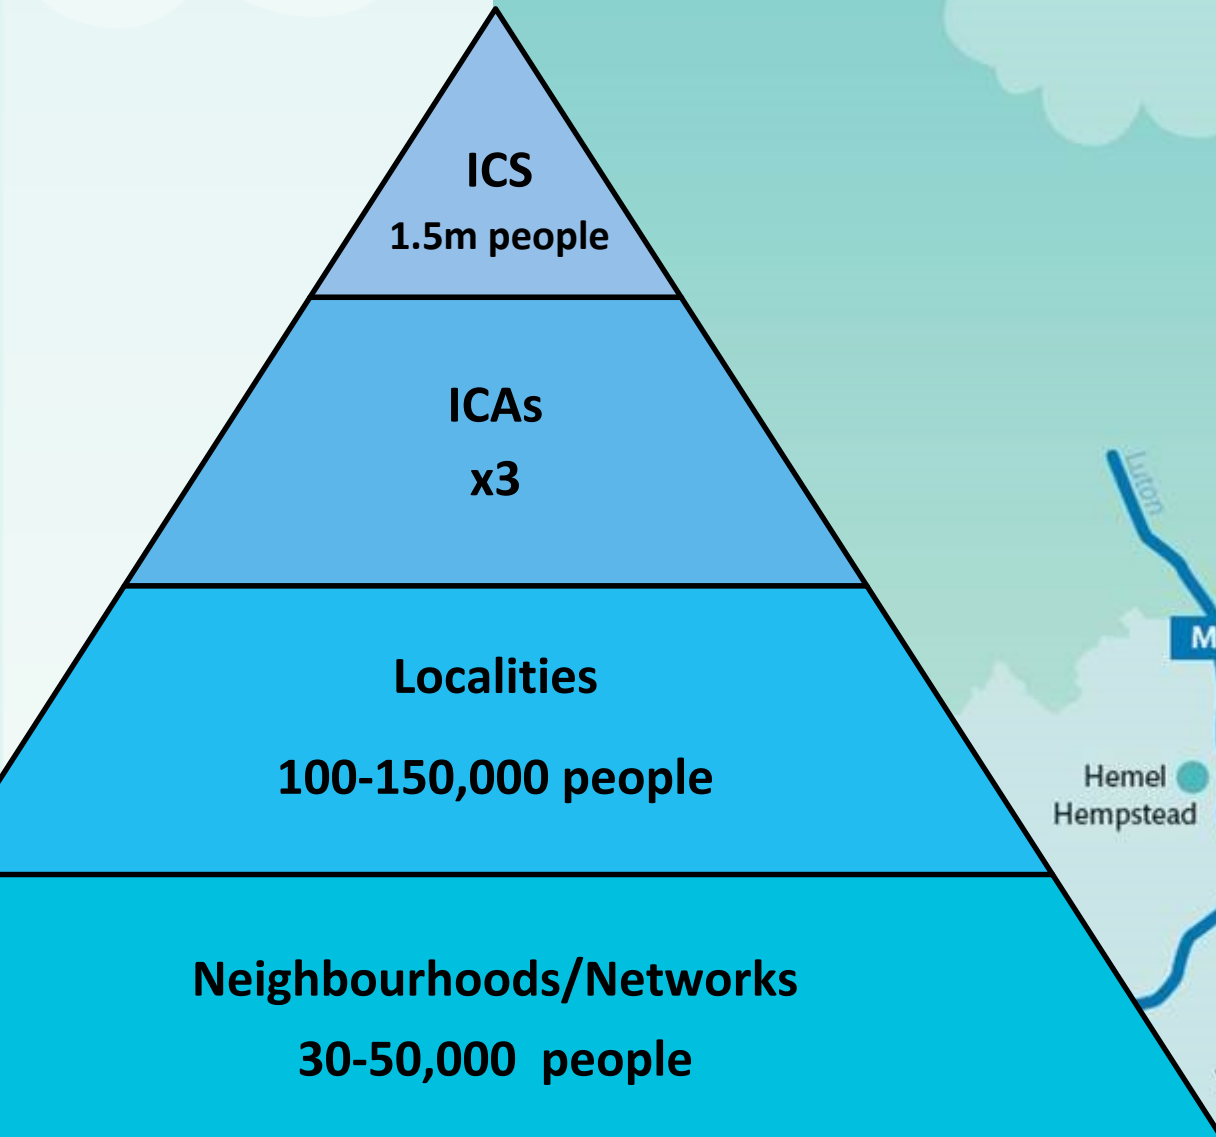 ICS
1.5m people
ICAs
x3
Luton
M
Localities
100-150,000 people
Hemel
Hempstead
Neighbourhoods/Networks
30-50,000  people